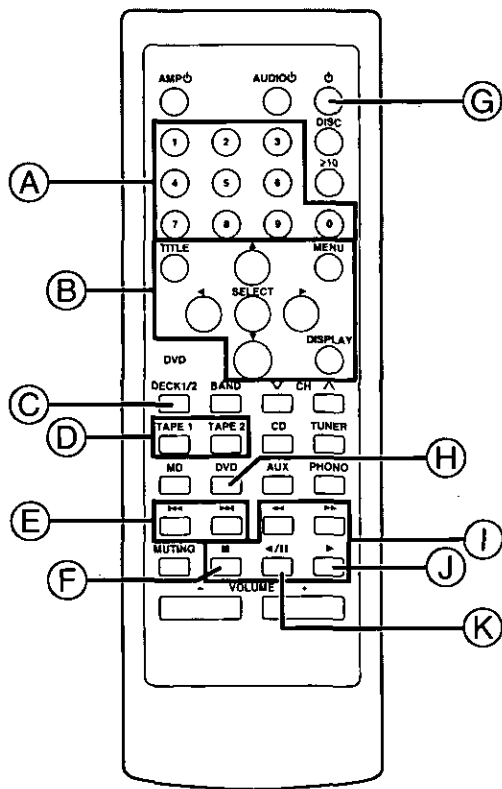 AMP⏻ AUDIO⏻ ⏻
G
DISC
1 2 3
≥10
A
4 5 6
7 8 9 0
TITLE ▲ MENU
B
◀ SELECT ▶
▼
DISPLAY
DVD
DECK1/2 BAND ∨ CH ∧
C
TAPE 1 TAPE 2 CD TUNER
D
MD DVD AUX PHONO
H
⏮ ⏭ ◀◀ ▶▶
E
I
MUTING ■ ◀/❚❚ ▶
F
J
− VOLUME +
K